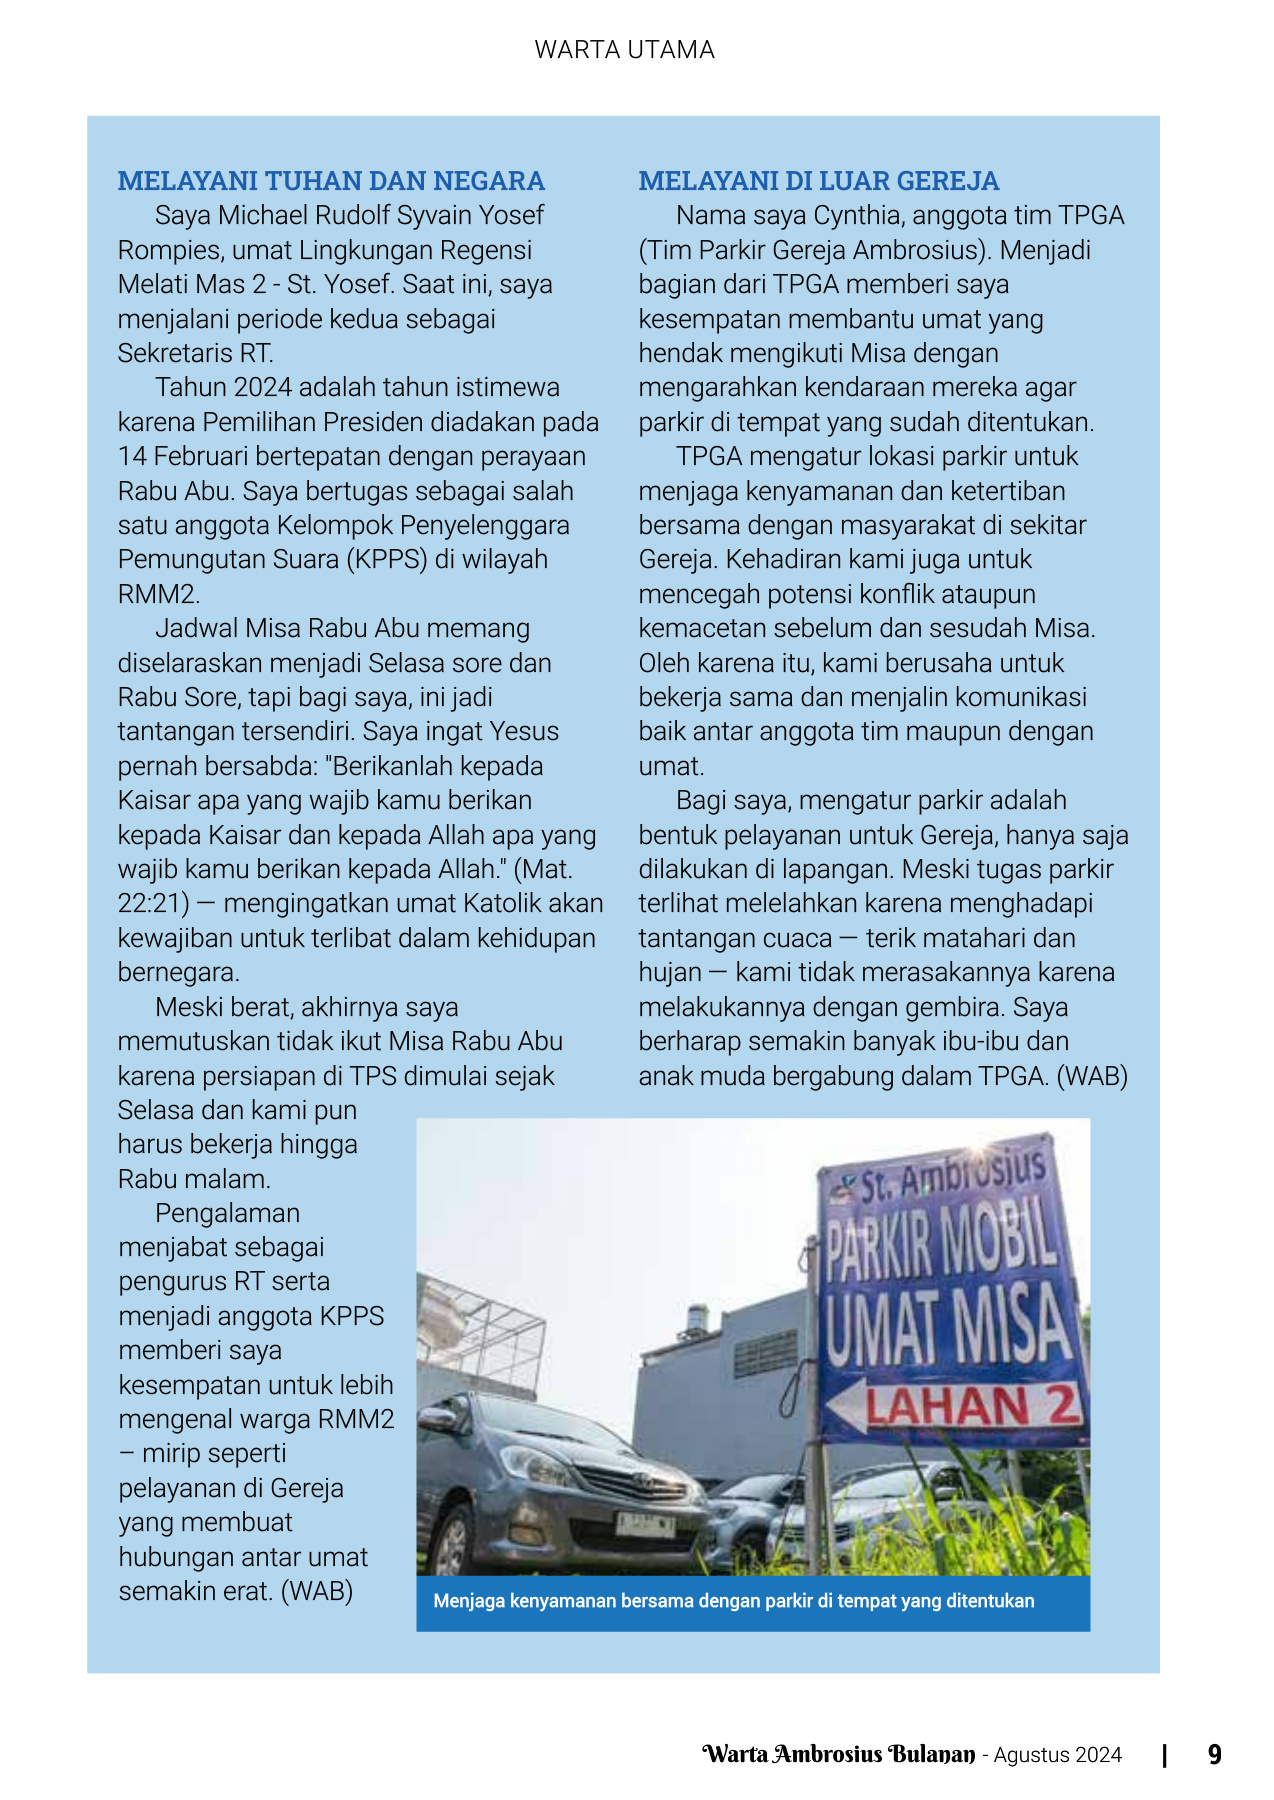 WARTA UTAMA
MELAYANI TUHAN DAN NEGARA
Saya Michael Rudolf Syvain Yosef
Rompies, umat Lingkungan Regensi
Melati Mas 2 - St. Yosef. Saat ini, saya
menjalani periode kedua sebagai
Sekretaris RT.
Tahun 2024 adalah tahun istimewa
karena Pemilihan Presiden diadakan pada
14 Februari bertepatan dengan perayaan
Rabu Abu. Saya bertugas sebagai salah
satu anggota Kelompok Penyelenggara
Pemungutan Suara (KPPS) di wilayah
RMM2.
Jadwal Misa Rabu Abu memang
diselaraskan menjadi Selasa sore dan
Rabu Sore, tapi bagi saya, ini jadi
tantangan tersendiri. Saya ingat Yesus
pernah bersabda: "Berikanlah kepada
Kaisar apa yang wajib kamu berikan
kepada Kaisar dan kepada Allah apa yang
wajib kamu berikan kepada Allah." (Mat.
22:21) — mengingatkan umat Katolik akan
kewajiban untuk terlibat dalam kehidupan
bernegara.
Meski berat, akhirnya saya
memutuskan tidak ikut Misa Rabu Abu
karena persiapan di TPS dimulai sejak
Selasa dan kami pun
harus bekerja hingga
Rabu malam.
Pengalaman
menjabat sebagai
pengurus RT serta
menjadi anggota KPPS
memberi saya
kesempatan untuk lebih
mengenal warga RMM2
– mirip seperti
pelayanan di Gereja
yang membuat
hubungan antar umat
semakin erat. (WAB)
MELAYANI DI LUAR GEREJA
Nama saya Cynthia, anggota tim TPGA
(Tim Parkir Gereja Ambrosius). Menjadi
bagian dari TPGA memberi saya
kesempatan membantu umat yang
hendak mengikuti Misa dengan
mengarahkan kendaraan mereka agar
parkir di tempat yang sudah ditentukan.
TPGA mengatur lokasi parkir untuk
menjaga kenyamanan dan ketertiban
bersama dengan masyarakat di sekitar
Gereja. Kehadiran kami juga untuk
mencegah potensi konflik ataupun
kemacetan sebelum dan sesudah Misa.
Oleh karena itu, kami berusaha untuk
bekerja sama dan menjalin komunikasi
baik antar anggota tim maupun dengan
umat.
Bagi saya, mengatur parkir adalah
bentuk pelayanan untuk Gereja, hanya saja
dilakukan di lapangan. Meski tugas parkir
terlihat melelahkan karena menghadapi
tantangan cuaca — terik matahari dan
hujan — kami tidak merasakannya karena
melakukannya dengan gembira. Saya
berharap semakin banyak ibu-ibu dan
anak muda bergabung dalam TPGA. (WAB)
St. Ambrosius
PARKIR MOBIL
UMAT MISA
LAHAN 2
Menjaga kenyamanan bersama dengan parkir di tempat yang ditentukan
Warta Ambrosius Bulanan - Agustus 2024 | 9